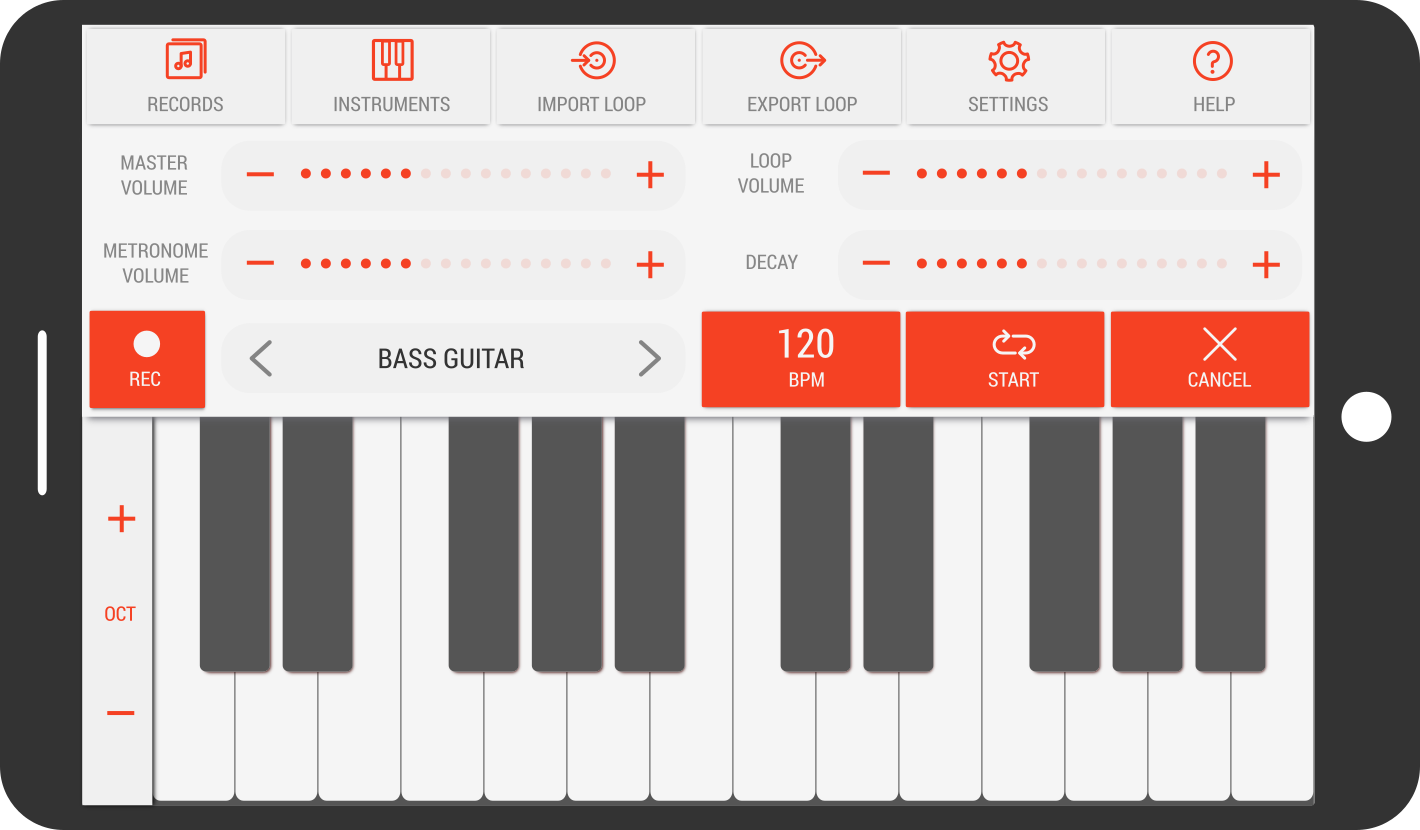 RECORDS
INSTRUMENTS
IMPORT LOOP
EXPORT LOOP
SETTINGS
HELP
MASTER
VOLUME
LOOP
VOLUME
METRONOME
VOLUME
DECAY
REC
BASS GUITAR
120
BPM
START
CANCEL
OCT